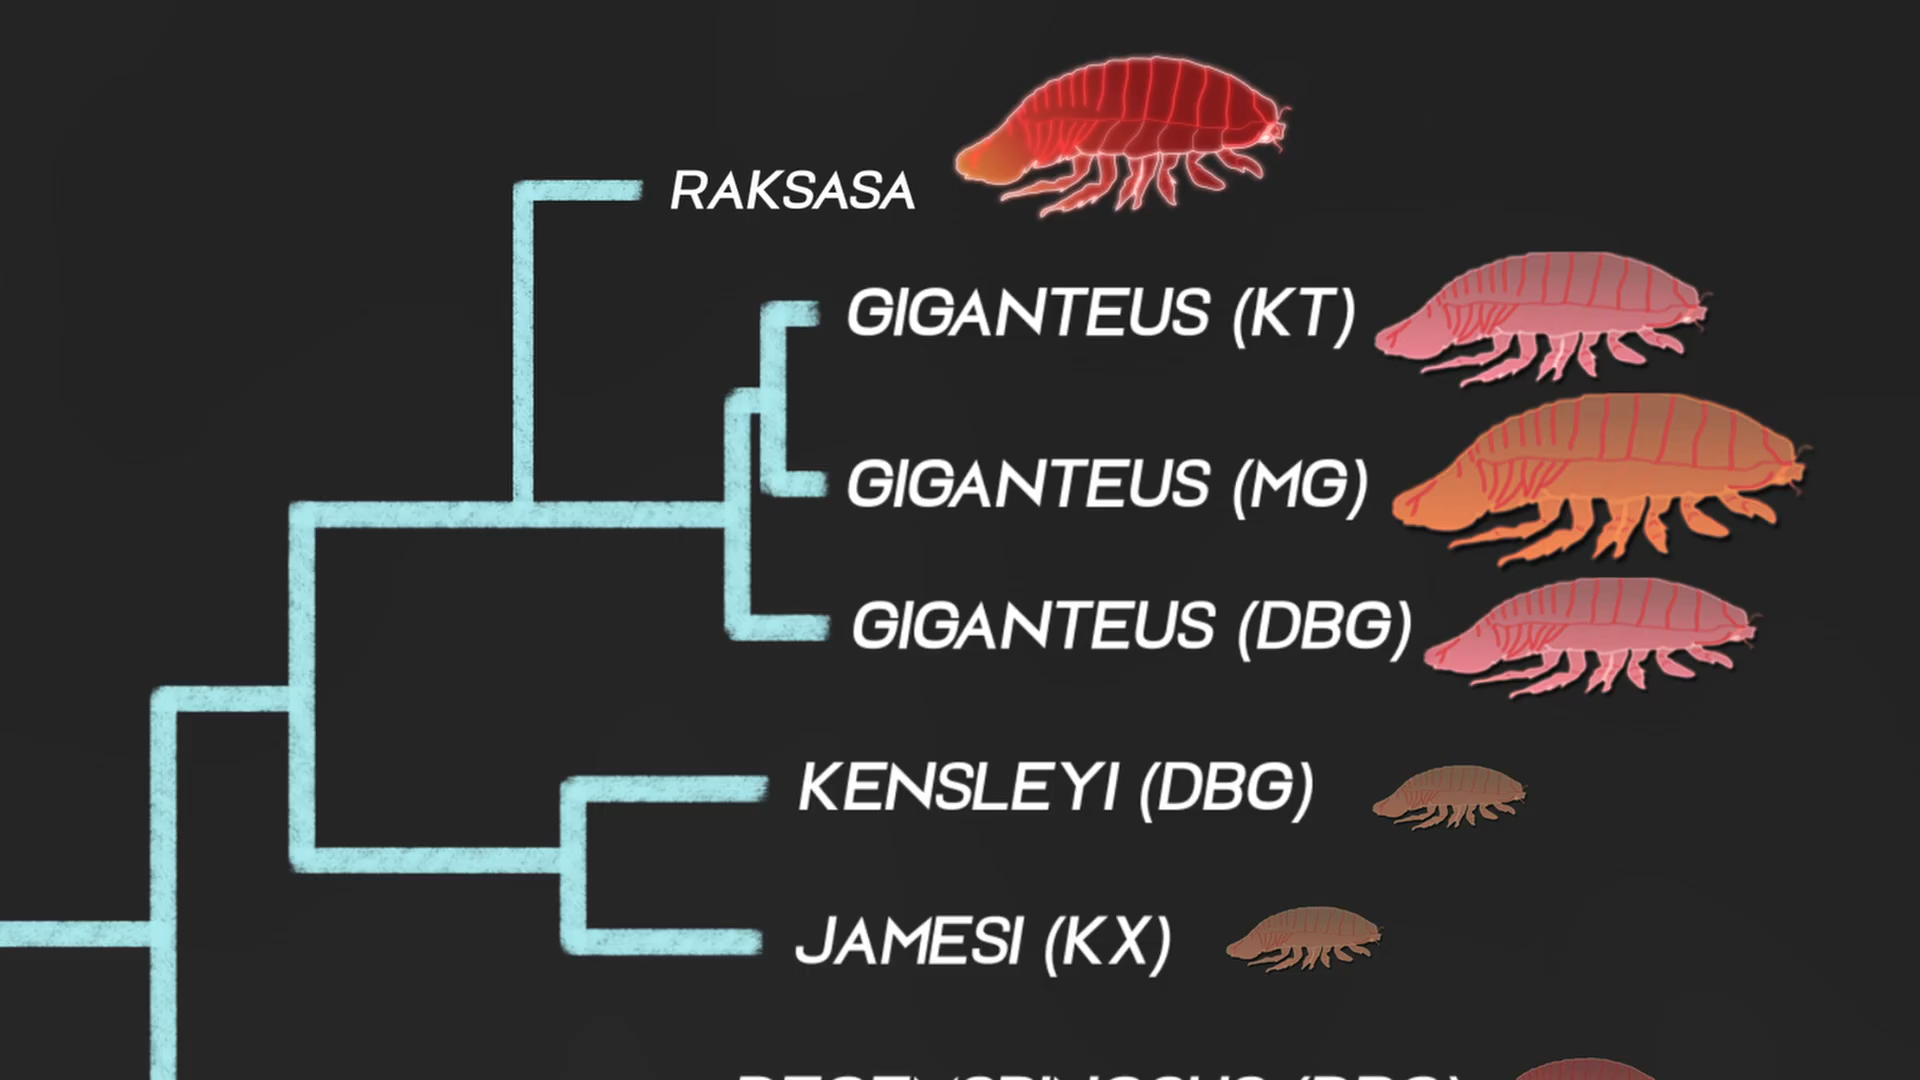 RAKSASA
GIGANTEUS (KT)
GIGANTEUS (MG)
GIGANTEUS (DBG)
KENSLEYI (DBG)
JAMESI (KX)